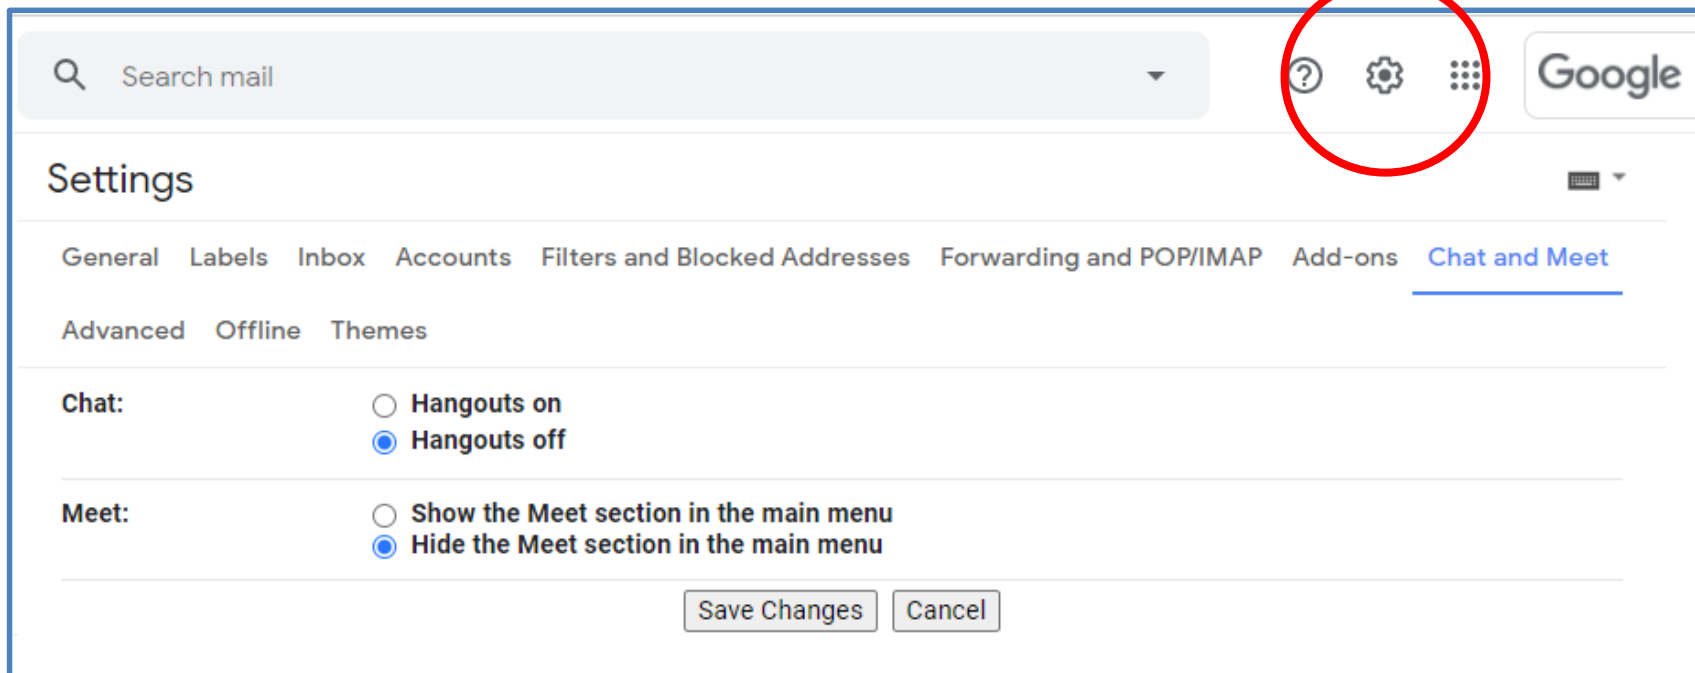 Search mail
Google
Settings
General Labels Inbox Accounts Filters and Blocked Addresses Forwarding and POP/IMAP Add-ons Chat and Meet
Advanced Offline Themes
Chat: Hangouts on
Hangouts off
Meet: Show the Meet section in the main menu
Hide the Meet section in the main menu
Save Changes Cancel